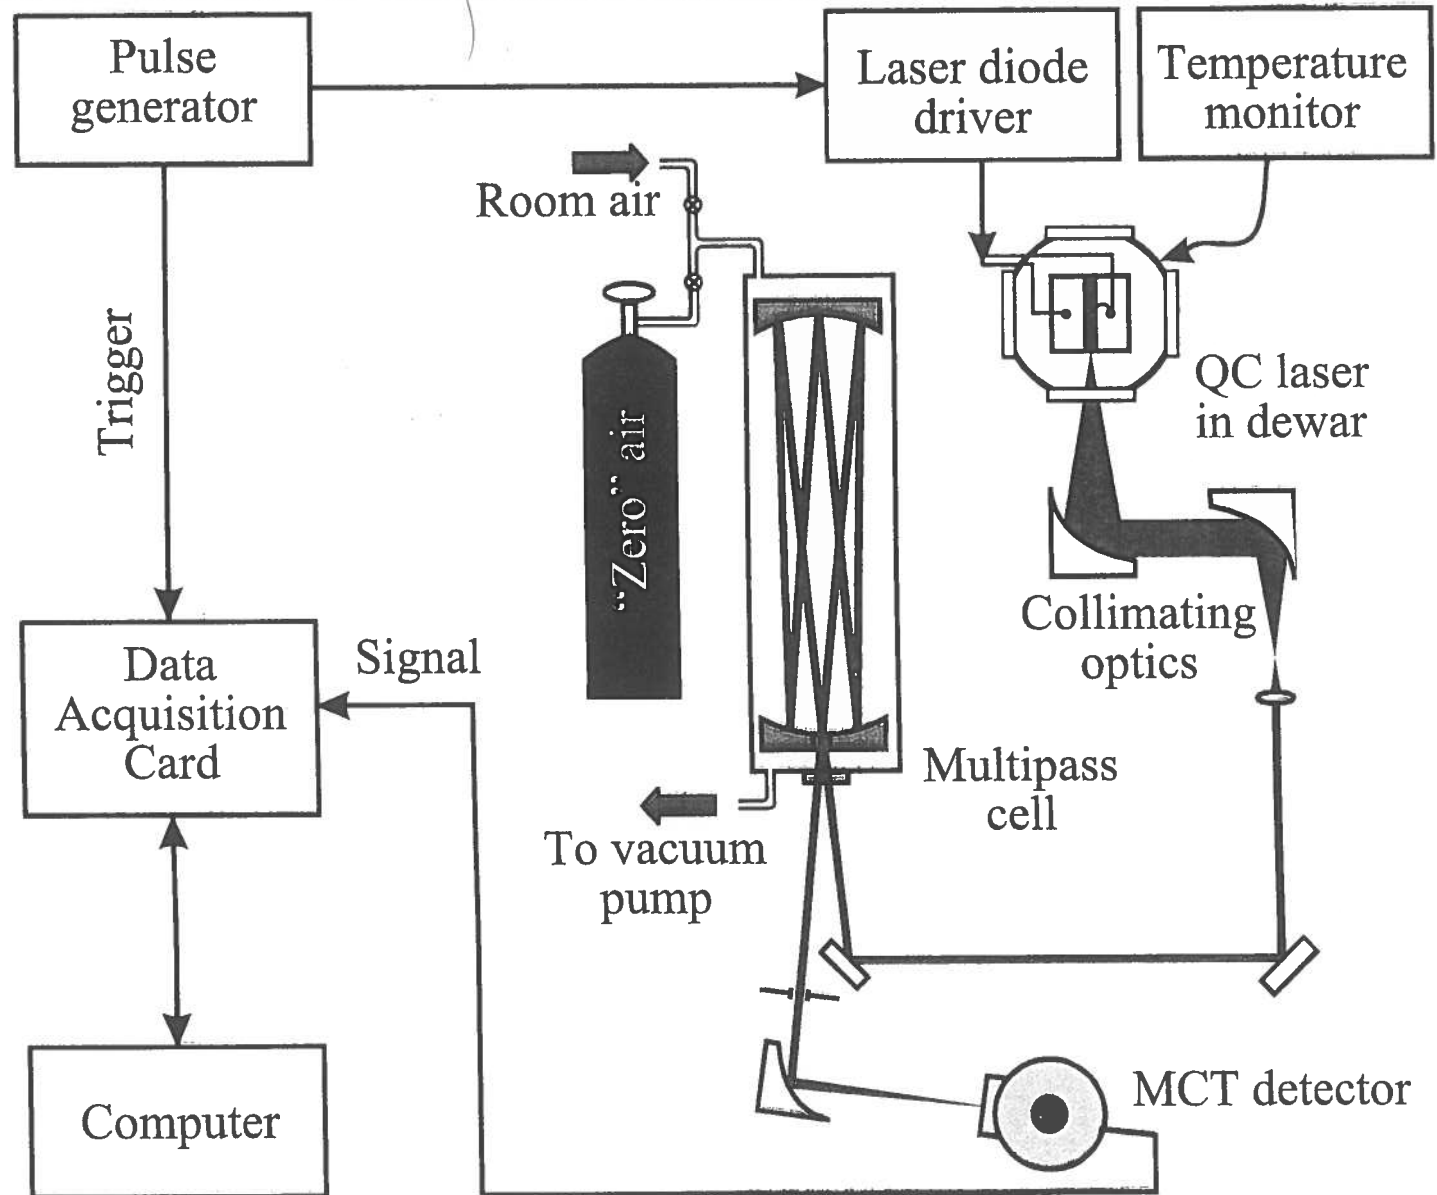 Pulse
generator
Laser diode
driver
Temperature
monitor
Room air
Trigger
"Zero" air
QC laser
in dewar
Collimating
optics
Data
Acquisition
Card
Signal
Multipass
cell
To vacuum
pump
Computer
MCT detector